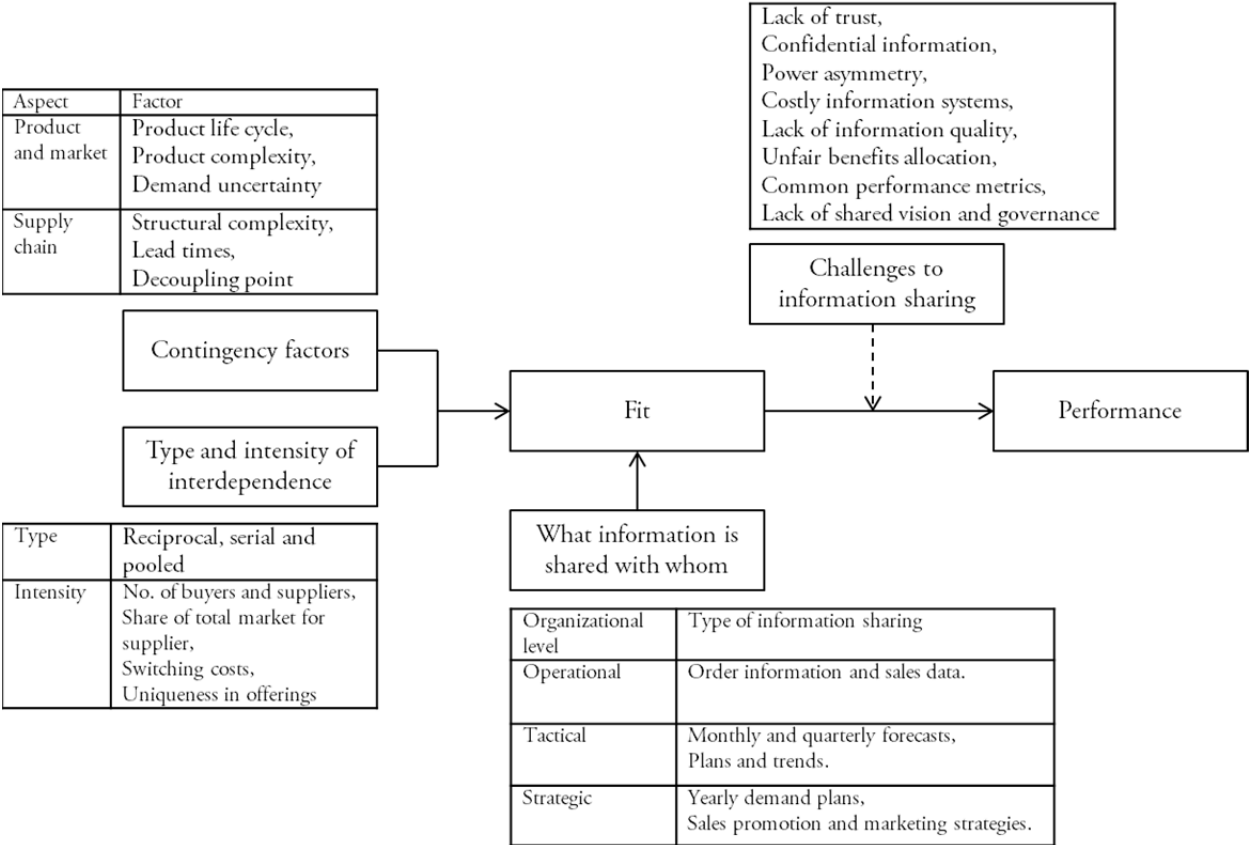 Lack of trust,
Confidential information,
Power asymmetry,
Costly information systems,
Lack of information quality,
Unfair benefits allocation,
Common performance metrics,
Lack of shared vision and governance
Aspect Factor
Product and market Product life cycle,
Product complexity,
Demand uncertainty
Supply chain Structural complexity,
Lead times,
Decoupling point
Challenges to
information sharing
Contingency factors
Fit
Performance
Type and intensity of
interdependence
What information is
shared with whom
Type Reciprocal, serial and
pooled
Intensity No. of buyers and suppliers,
Share of total market for
supplier,
Switching costs,
Uniqueness in offerings
Organizational level Type of information sharing
Operational Order information and sales data.
Tactical Monthly and quarterly forecasts,
Plans and trends.
Strategic Yearly demand plans,
Sales promotion and marketing strategies.